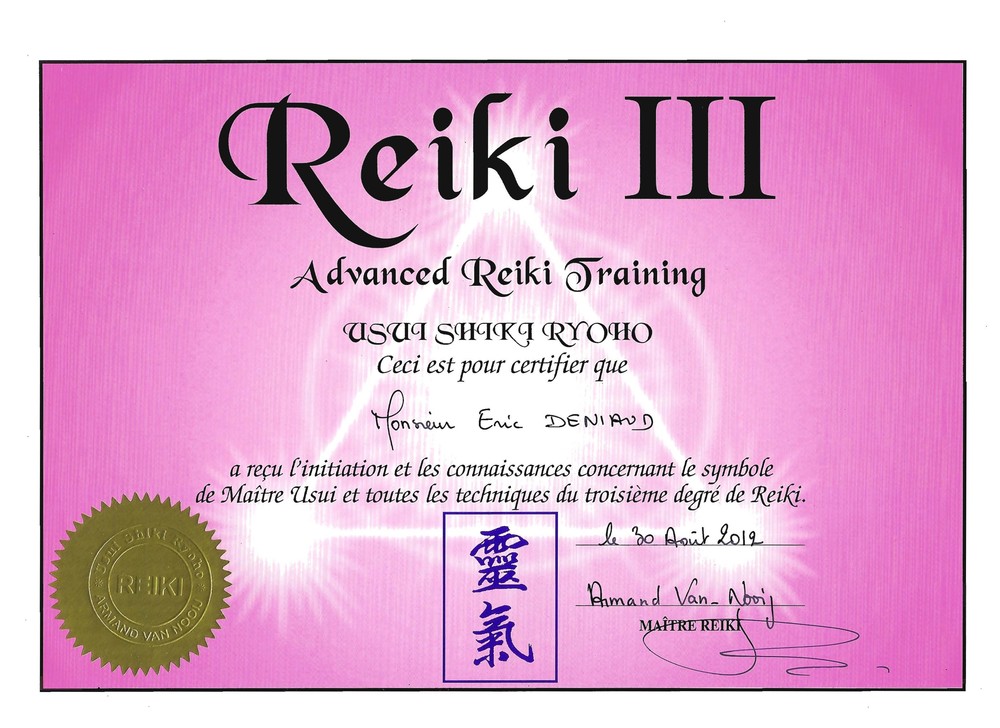 Reiki III
Advanced Reiki Training
USUI SHIKI RYOHO
Ceci est pour certifier que
Monsieur Eric DENIAUD
a reçu l'initiation et les connaissances concernant le symbole
de Maître Usui et toutes les techniques du troisième degré de Reiki.
le 30 Août 2012
Armand Van-Nooij
MAÎTRE REIKI
靈
氣
Usui Shiki Ryoho
REIKI
ARMAND VAN NOOIJ